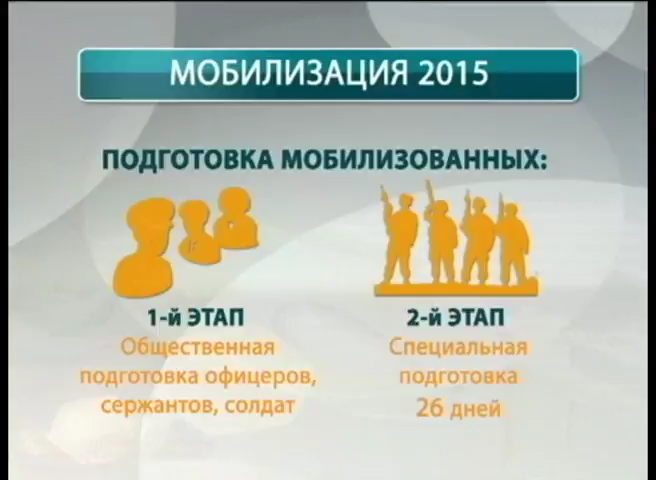 МОБИЛИЗАЦИЯ 2015
ПОДГОТОВКА МОБИЛИЗОВАННЫХ:
1-й ЭТАП
Общественная
подготовка офицеров,
сержантов, солдат
2-й ЭТАП
Специальная
подготовка
26 дней